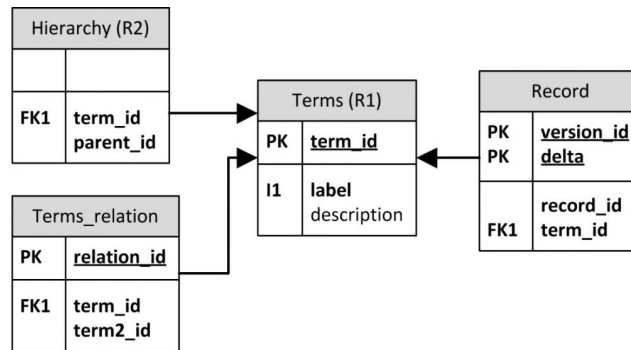 Hierarchy (R2)
FK1 term_id
parent_id
Terms_relation
PK relation_id
FK1 term_id
term2_id
Terms (R1)
PK term_id
I1 label
description
Record
PK version_id
PK delta
record_id
FK1 term_id